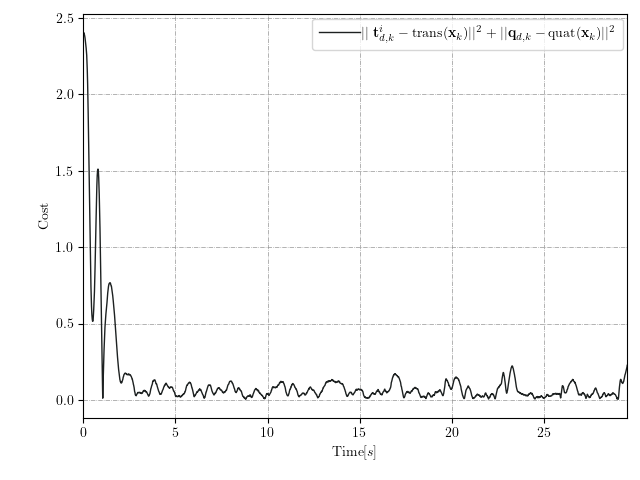 || t^i_{d,k} − trans(x_k)||^2 + ||q_{d,k} − quat(x_k)||^2
2.5
2.0
1.5
1.0
0.5
0.0
Cost
0 5 10 15 20 25
Time[s]